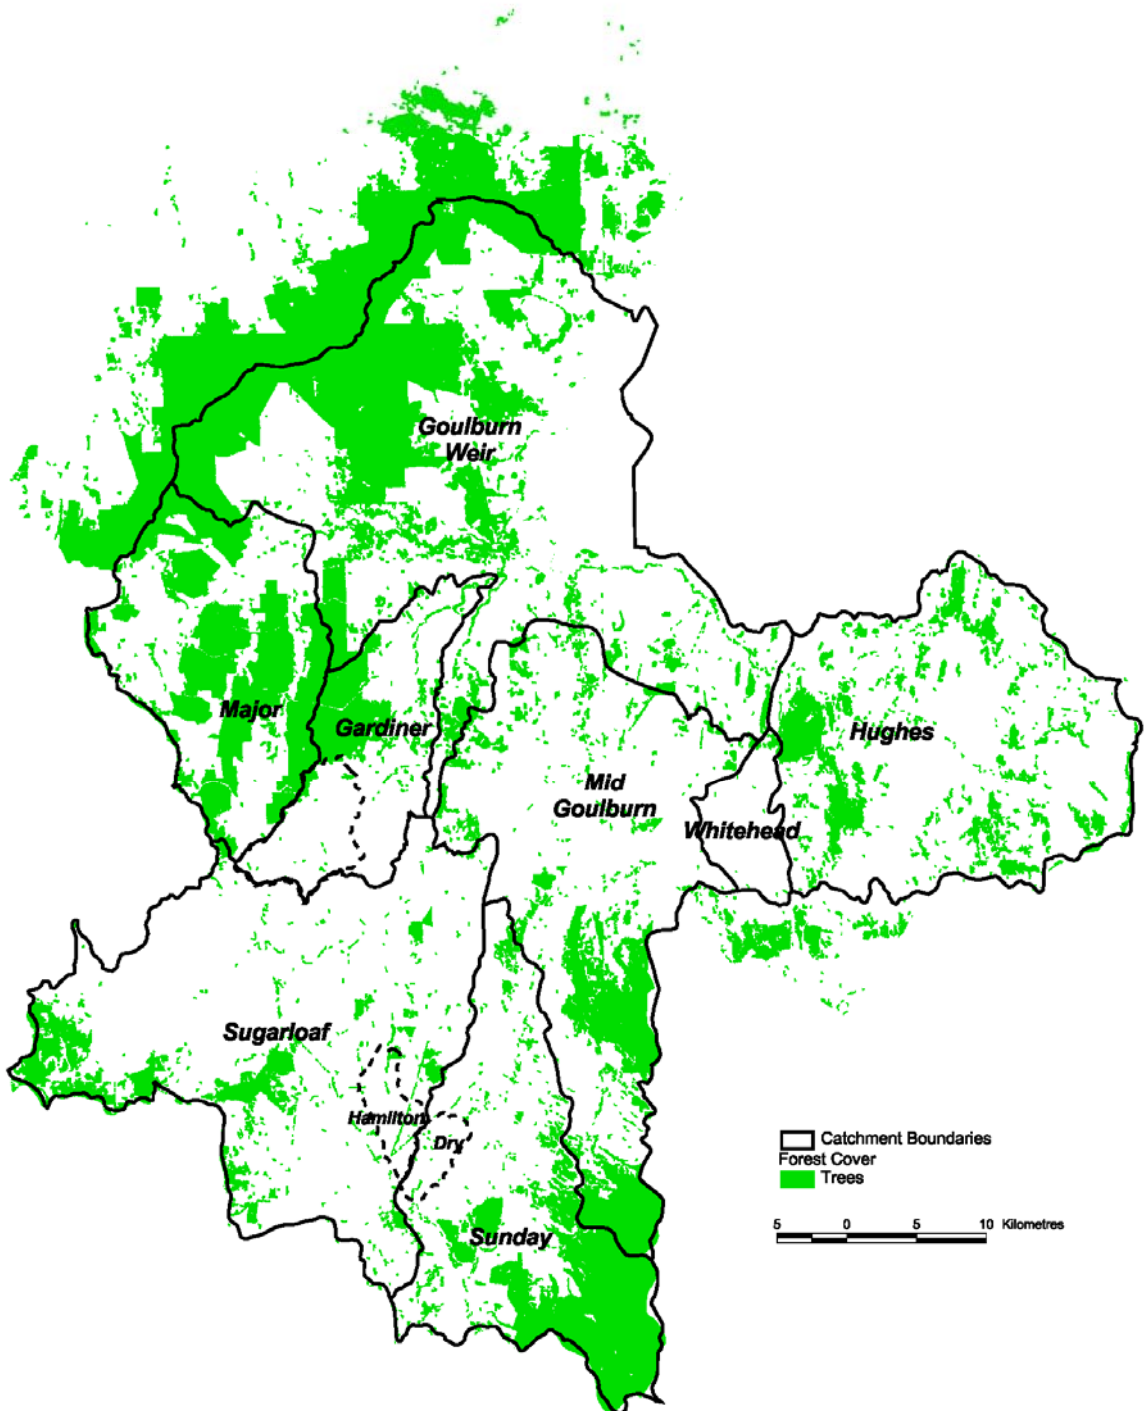 Goulburn
Weir
Major
Gardiner
Hughes
Mid
Goulburn
Whitehead
Sugarloaf
Hamilton
Dry
Sunday
Catchment Boundaries
Forest Cover
Trees
5 0 5 10 Kilometres